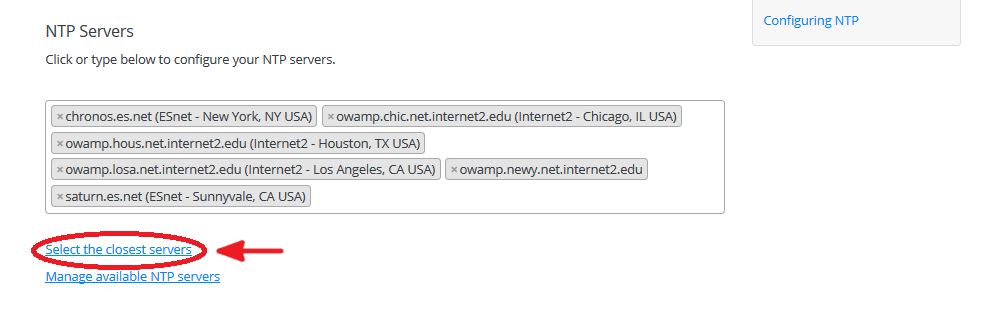 Configuring NTP
NTP Servers
Click or type below to configure your NTP servers.
×chronos.es.net (ESnet - New York, NY USA) ×owamp.chic.net.internet2.edu (Internet2 - Chicago, IL USA)
×owamp.hous.net.internet2.edu (Internet2 - Houston, TX USA)
×owamp.losa.net.internet2.edu (Internet2 - Los Angeles, CA USA) ×owamp.newy.net.internet2.edu
×saturn.es.net (ESnet - Sunnyvale, CA USA)
Select the closest servers
Manage available NTP servers